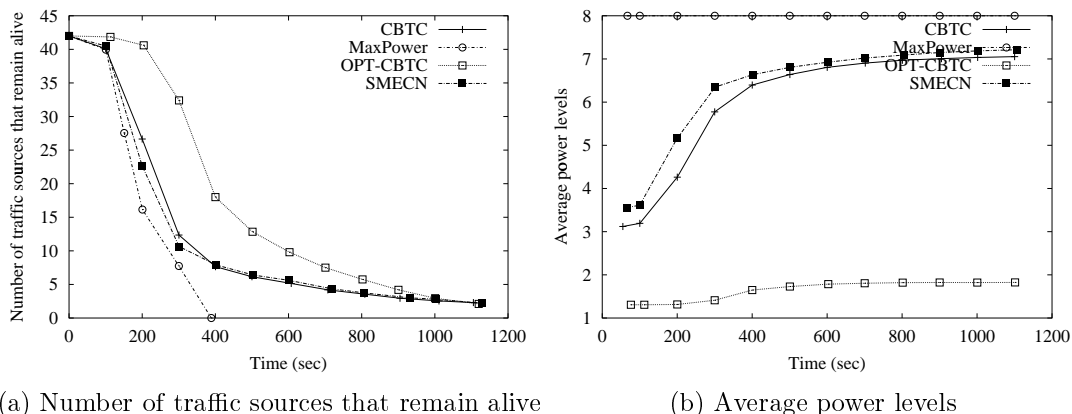 45
40
35
30
25
20
15
10
5
0
Number of traffic sources that remain alive
CBTC
MaxPower
OPT-CBTC
SMECN
0 200 400 600 800 1000 1200
Time (sec)
(a) Number of traffic sources that remain alive
8
7
6
5
4
3
2
1
Average power levels
CBTC
MaxPower
OPT-CBTC
SMECN
0 200 400 600 800 1000 1200
Time (sec)
(b) Average power levels